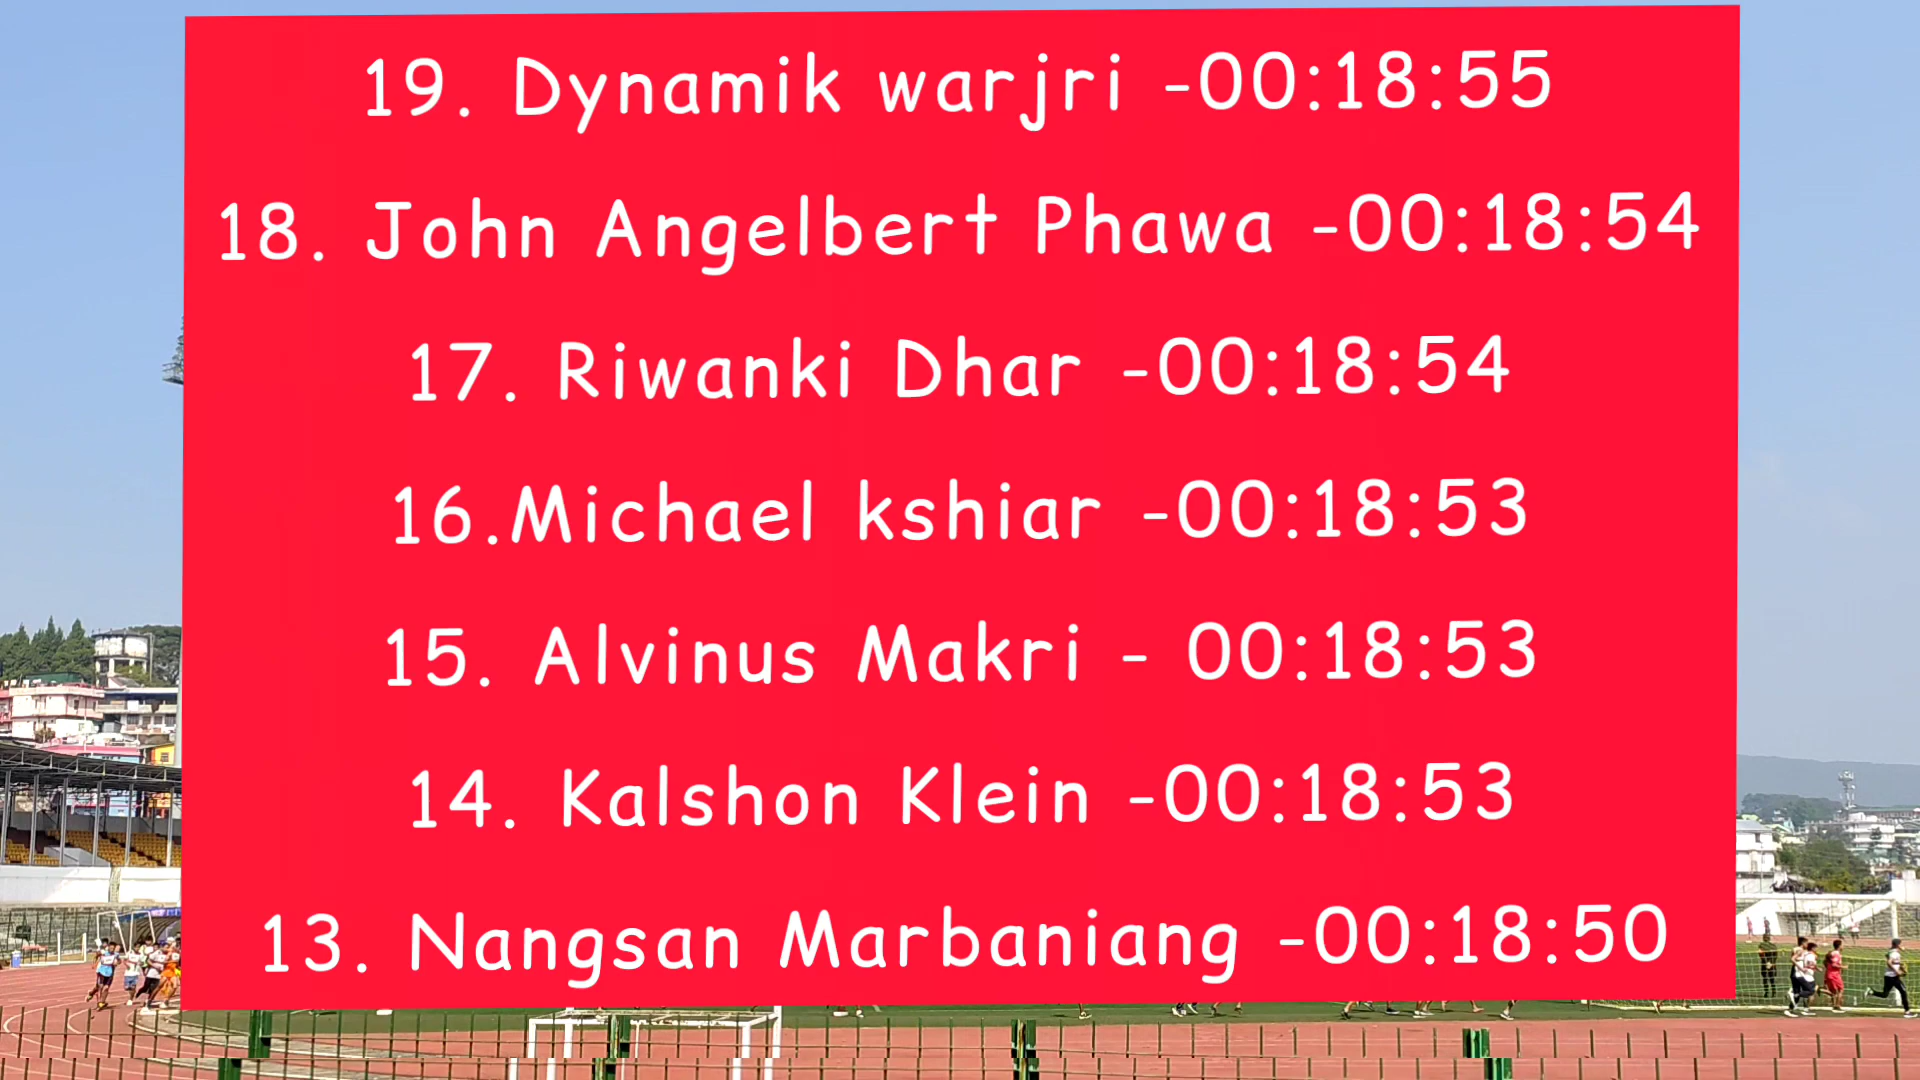 19. Dynamik warjri -00:18:55
18. John Angelbert Phawa -00:18:54
17. Riwanki Dhar -00:18:54
16.Michael kshiar -00:18:53
15. Alvinus Makri - 00:18:53
14. Kalshon Klein -00:18:53
13. Nangsan Marbaniang -00:18:50